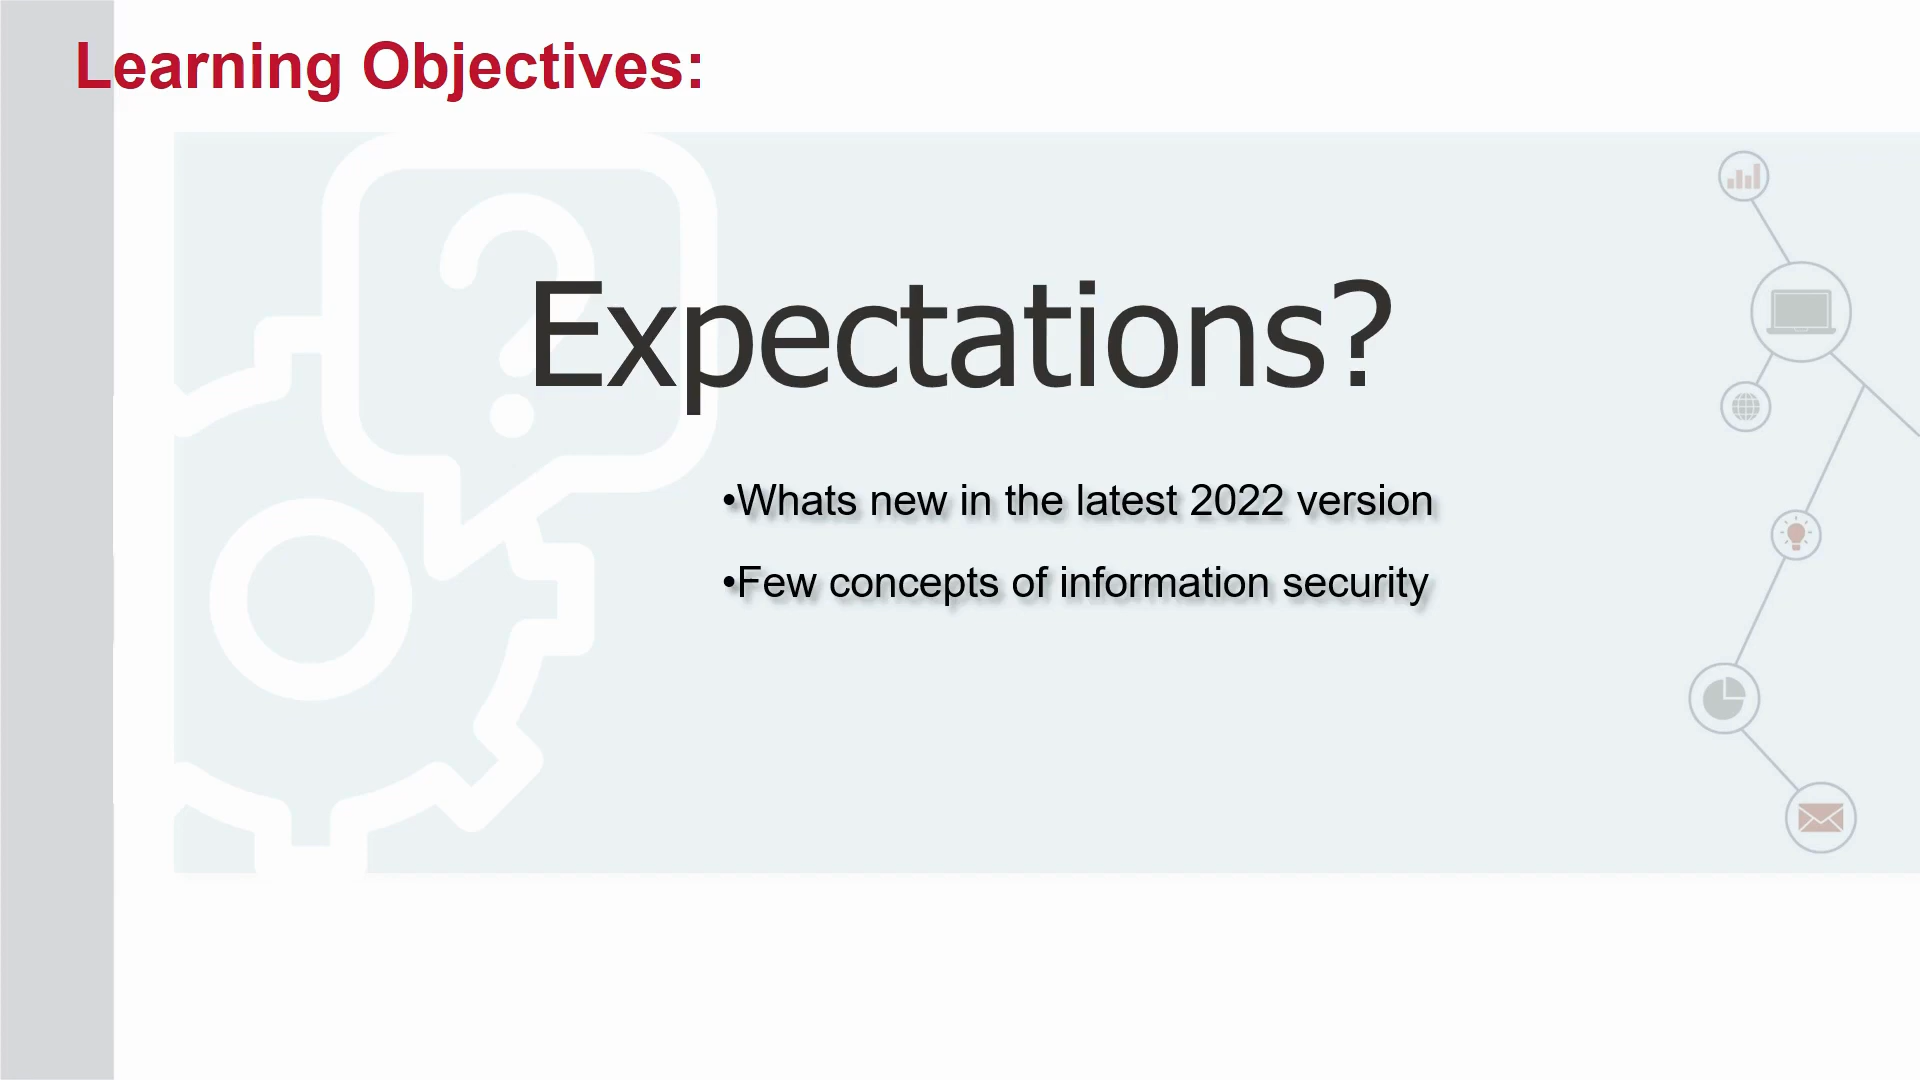 Learning Objectives:
Expectations?
•Whats new in the latest 2022 version
•Few concepts of information security